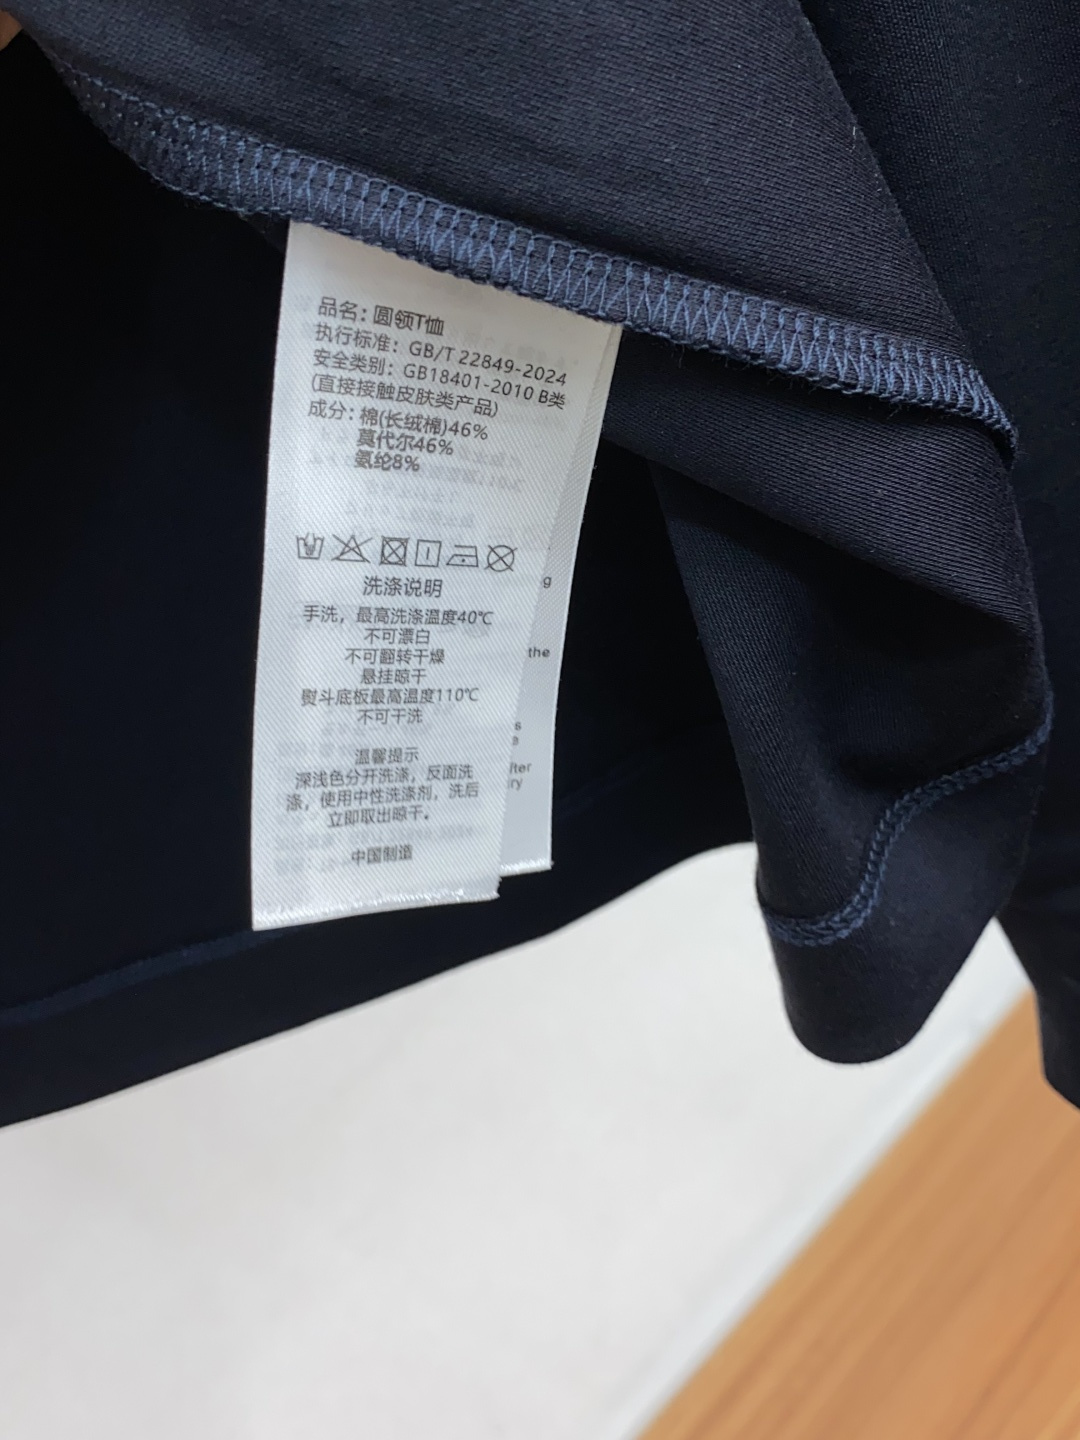 品名：圆领T恤
执行标准：GB/T 22849-2024
安全类别：GB18401-2010 B类
(直接接触皮肤类产品)
成分：棉(长绒棉)46%
莫代尔46%
氨纶8%
洗涤说明
手洗，最高洗涤温度40℃
不可漂白
不可翻转干燥
悬挂晾干
熨斗底板最高温度110℃
不可干洗
温馨提示
深浅色分开洗涤，反面洗
涤，使用中性洗涤剂，洗后
立即取出晾干。
中国制造
the